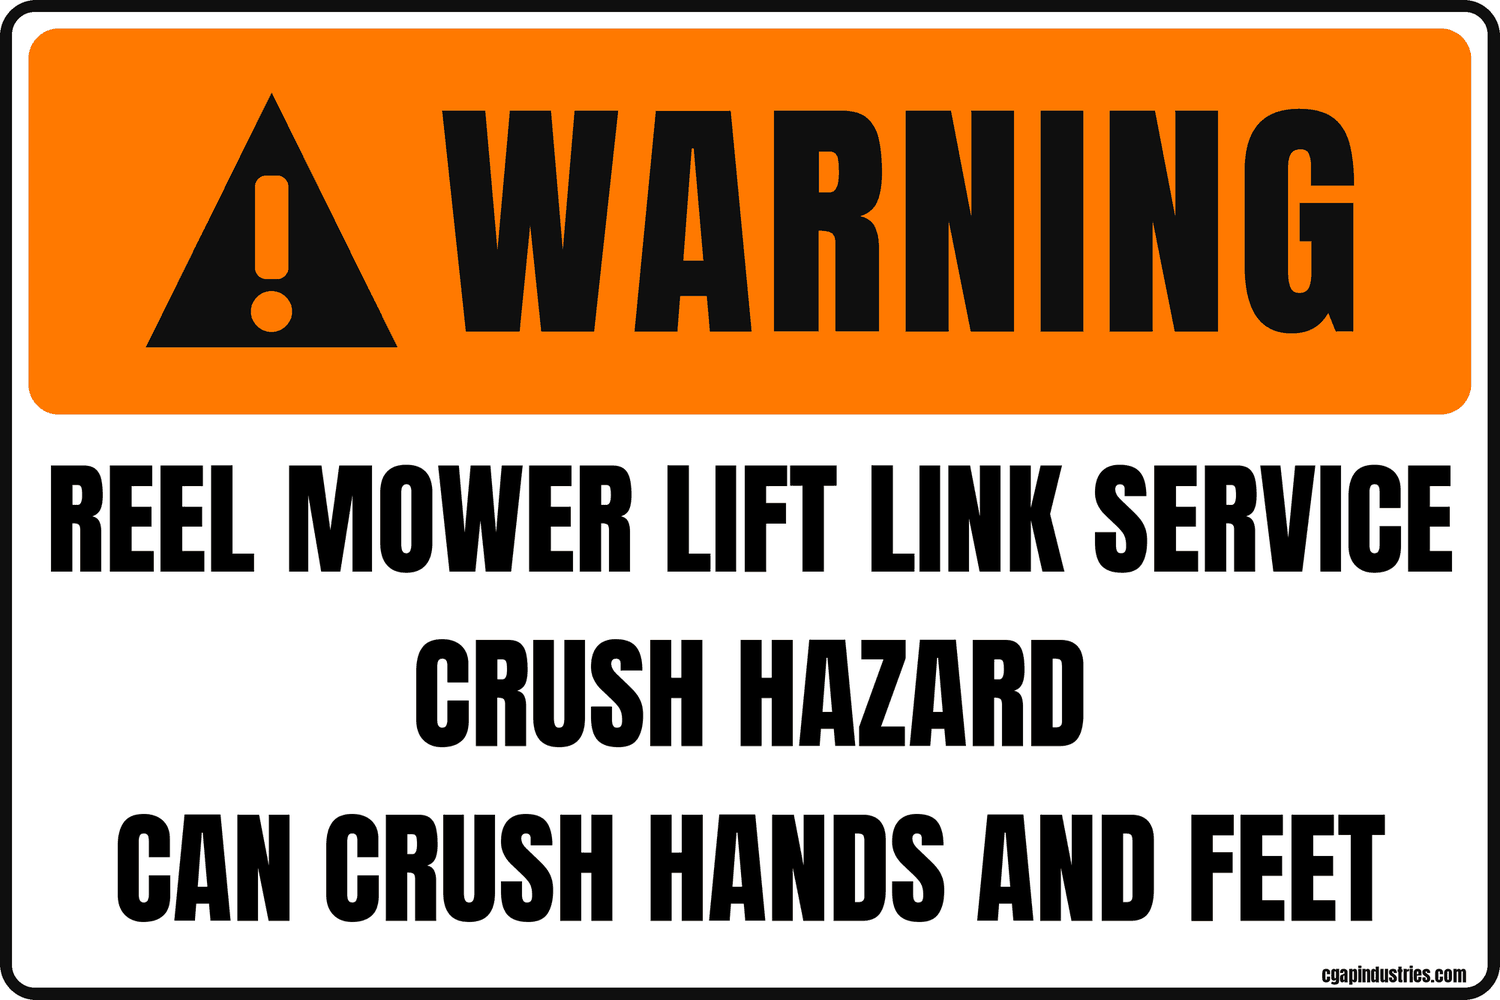 WARNING
REEL MOWER LIFT LINK SERVICE
CRUSH HAZARD
CAN CRUSH HANDS AND FEET
cgapindustries.com